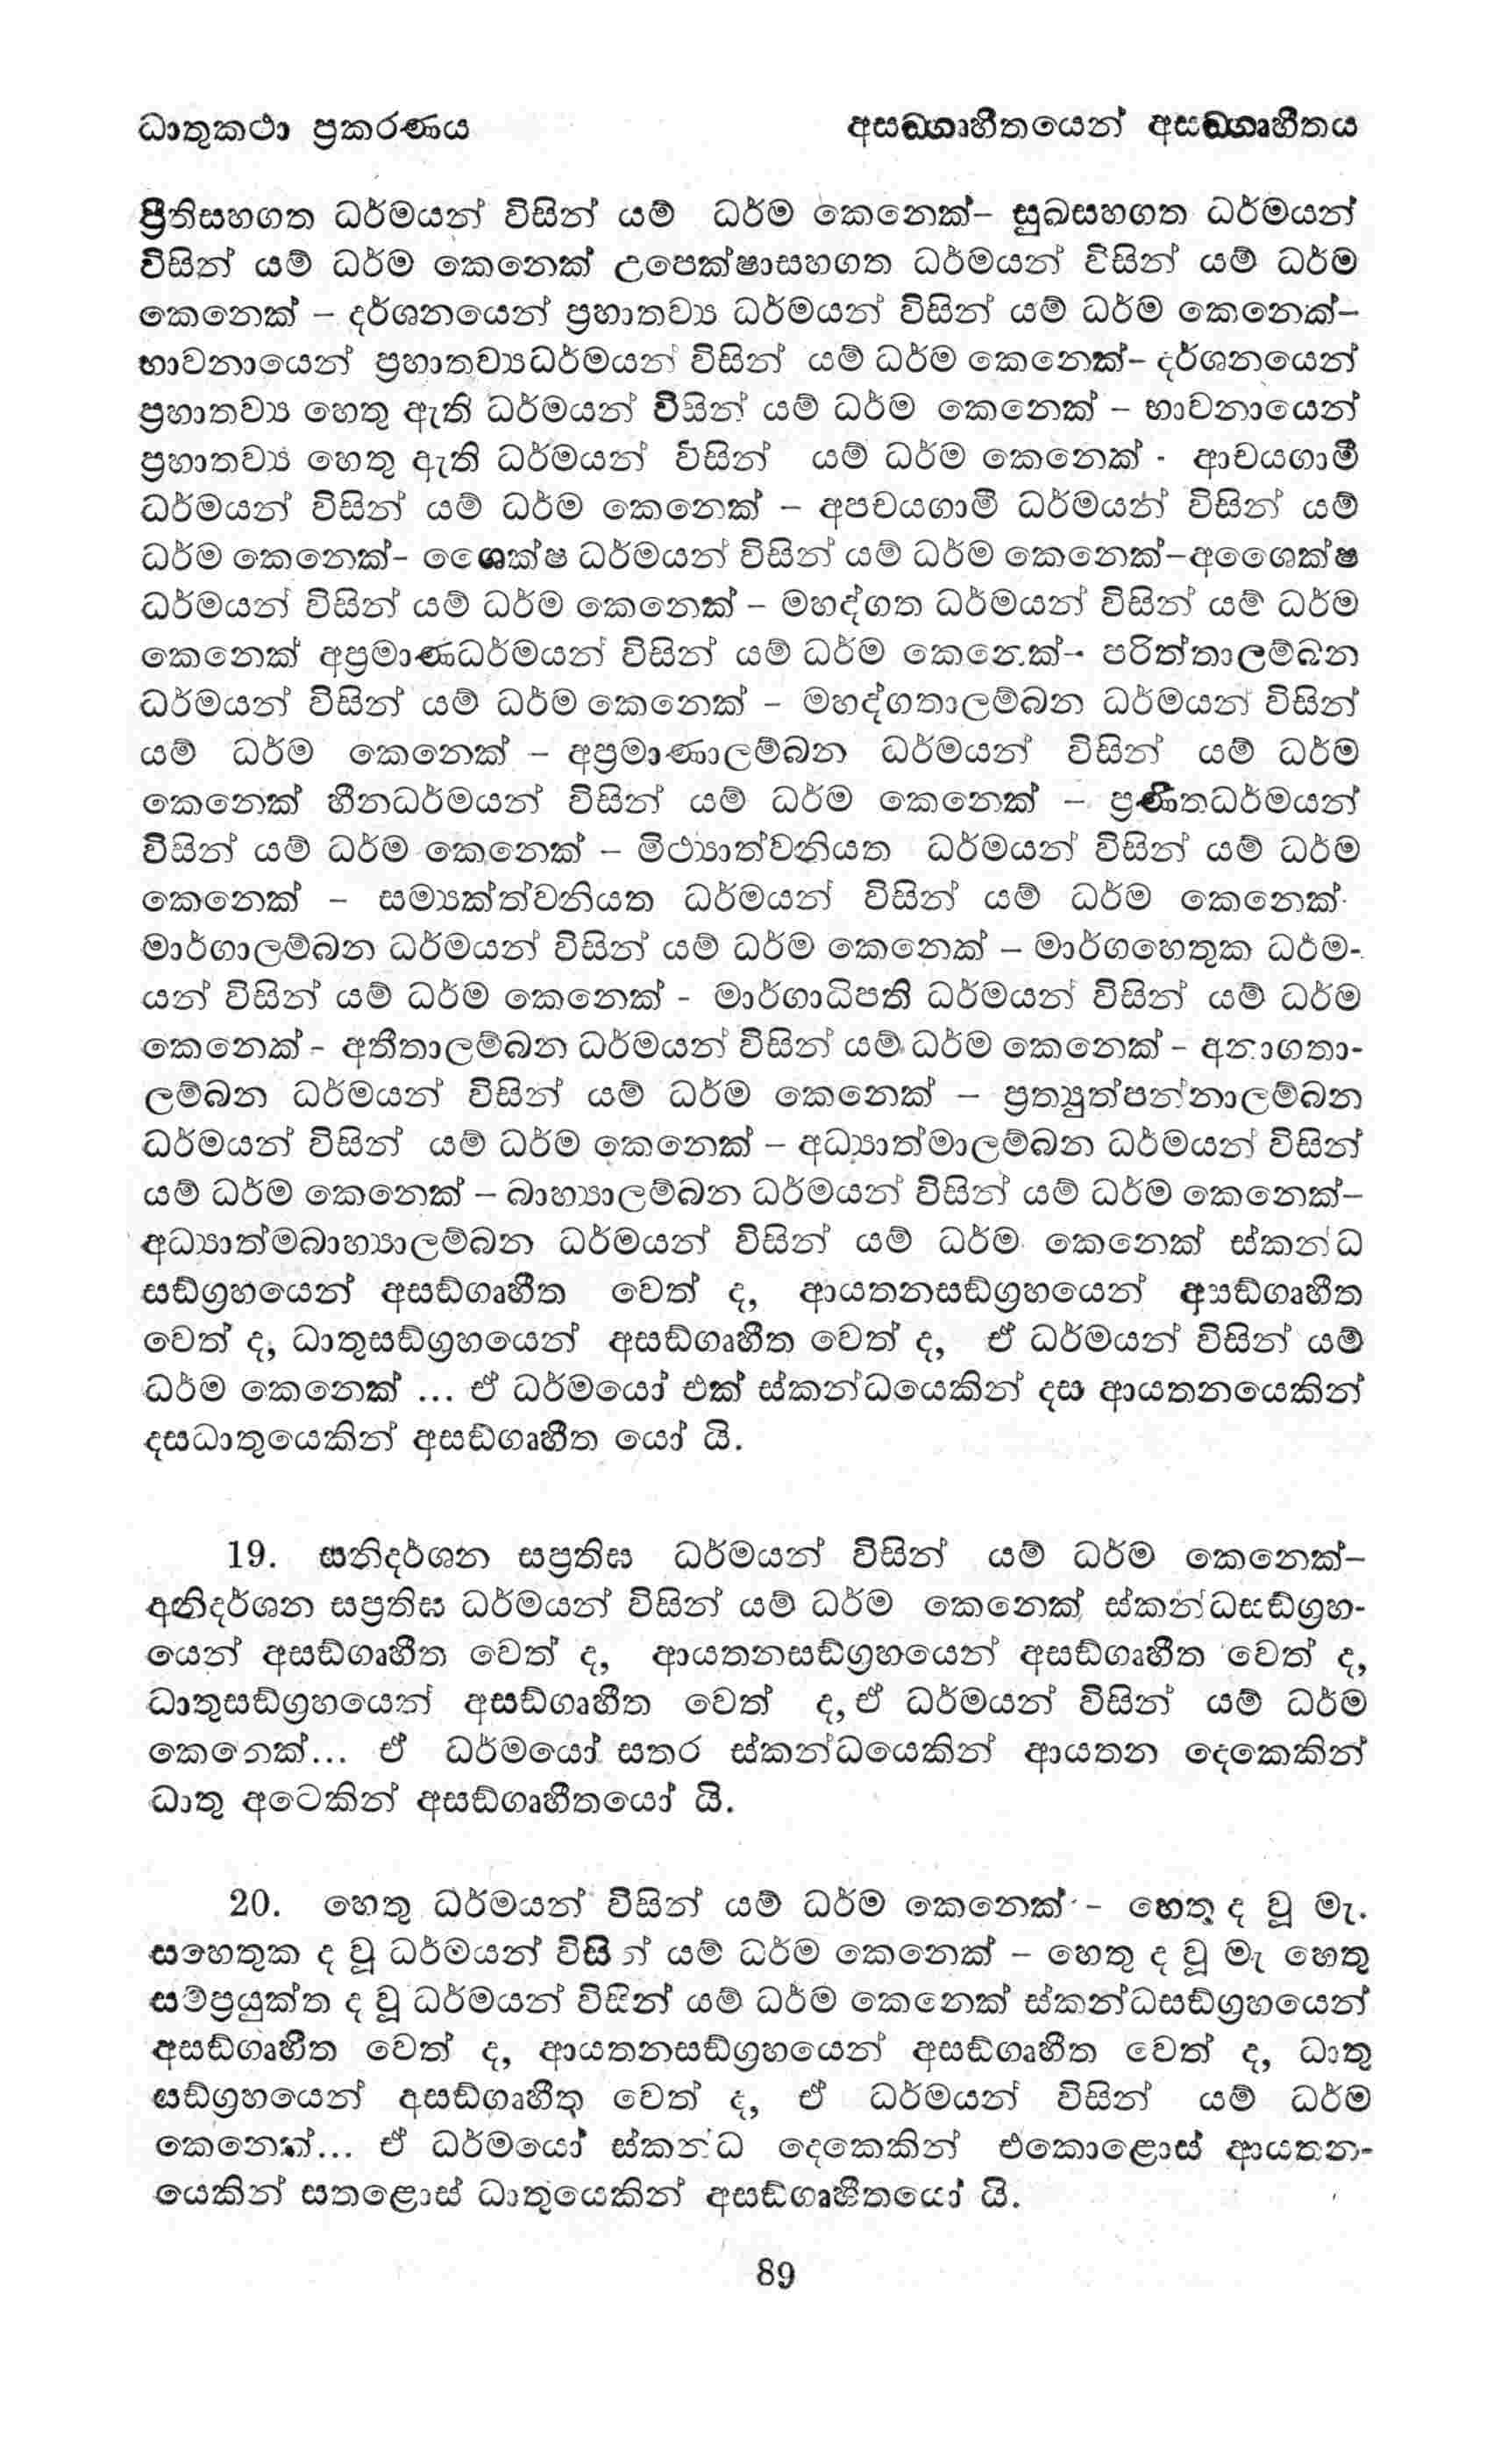 ධාතුකථා ප්‍රකරණය
අසඞ්ගෘහීතයෙන් අසඞ්ගෘහීතය
ප්‍රීතිසහගත ධර්මයන් විසින් යම් ධර්ම කෙනෙක්– සුඛසහගත ධර්මයන්
විසින් යම් ධර්ම කෙනෙක් උපෙක්ෂාසහගත ධර්මයන් විසින් යම් ධර්ම
කෙනෙක් – දර්ශනයෙන් ප්‍රහාතව්‍ය ධර්මයන් විසින් යම් ධර්ම කෙනෙක්–
භාවනායෙන් ප්‍රහාතව්‍යධර්මයන් විසින් යම් ධර්ම කෙනෙක්– දර්ශනයෙන්
ප්‍රහාතව්‍ය හෙතු ඇති ධර්මයන් විසින් යම් ධර්ම කෙනෙක් – භාවනායෙන්
ප්‍රහාතව්‍ය හෙතු ඇති ධර්මයන් විසින් යම් ධර්ම කෙනෙක් - ආචයගාමී
ධර්මයන් විසින් යම් ධර්ම කෙනෙක් – අපචයගාමී ධර්මයන් විසින් යම්
ධර්ම කෙනෙක්– ශෛක්ෂ ධර්මයන් විසින් යම් ධර්ම කෙනෙක්–අශෛක්ෂ
ධර්මයන් විසින් යම් ධර්ම කෙනෙක් – මහද්ගත ධර්මයන් විසින් යම් ධර්ම
කෙනෙක් අප්‍රමාණධර්මයන් විසින් යම් ධර්ම කෙනෙක්– පරිත්තාලම්බන
ධර්මයන් විසින් යම් ධර්ම කෙනෙක් – මහද්ගතාලම්බන ධර්මයන් විසින්
යම් ධර්ම කෙනෙක් – අප්‍රමාණාලම්බන ධර්මයන් විසින් යම් ධර්ම
කෙනෙක් හීනධර්මයන් විසින් යම් ධර්ම කෙනෙක් – ප්‍රණීතධර්මයන්
විසින් යම් ධර්ම කෙනෙක් – මිථ්‍යාත්වනියත ධර්මයන් විසින් යම් ධර්ම
කෙනෙක් – සම්‍යක්ත්වනියත ධර්මයන් විසින් යම් ධර්ම කෙනෙක්
මාර්ගාලම්බන ධර්මයන් විසින් යම් ධර්ම කෙනෙක් – මාර්ගහෙතුක ධර්ම-
යන් විසින් යම් ධර්ම කෙනෙක් - මාර්ගාධිපති ධර්මයන් විසින් යම් ධර්ම
කෙනෙක් - අතීතාලම්බන ධර්මයන් විසින් යම් ධර්ම කෙනෙක් – අනාගතා-
ලම්බන ධර්මයන් විසින් යම් ධර්ම කෙනෙක් – ප්‍රත්‍යුත්පන්නාලම්බන
ධර්මයන් විසින් යම් ධර්ම කෙනෙක් – අධ්‍යාත්මාලම්බන ධර්මයන් විසින්
යම් ධර්ම කෙනෙක් – බාහ්‍යාලම්බන ධර්මයන් විසින් යම් ධර්ම කෙනෙක්–
අධ්‍යාත්මබාහ්‍යාලම්බන ධර්මයන් විසින් යම් ධර්ම කෙනෙක් ස්කන්ධ
සඞ්ග්‍රහයෙන් අසඞ්ගෘහීත වෙත් ද, ආයතනසඞ්ග්‍රහයෙන් අසඞ්ගෘහීත
වෙත් ද, ධාතුසඞ්ග්‍රහයෙන් අසඞ්ගෘහීත වෙත් ද, ඒ ධර්මයන් විසින් යම්
ධර්ම කෙනෙක් ... ඒ ධර්මයෝ එක් ස්කන්ධයෙකින් දස ආයතනයෙකින්
දසධාතුයෙකින් අසඞ්ගෘහීත යෝ යි.
19. සනිදර්ශන සප්‍රතිඝ ධර්මයන් විසින් යම් ධර්ම කෙනෙක්–
අනිදර්ශන සප්‍රතිඝ ධර්මයන් විසින් යම් ධර්ම කෙනෙක් ස්කන්ධසඞ්ග්‍රහ-
යෙන් අසඞ්ගෘහීත වෙත් ද, ආයතනසඞ්ග්‍රහයෙන් අසඞ්ගෘහීත වෙත් ද,
ධාතුසඞ්ග්‍රහයෙන් අසඞ්ගෘහීත වෙත් ද, ඒ ධර්මයන් විසින් යම් ධර්ම
කෙනෙක්... ඒ ධර්මයෝ සතර ස්කන්ධයෙකින් ආයතන දෙකෙකින්
ධාතු අටෙකින් අසඞ්ගෘහීතයෝ යි.
20. හෙතු ධර්මයන් විසින් යම් ධර්ම කෙනෙක් – හෙතු ද වූ මැ.
සහෙතුක ද වූ ධර්මයන් විසින් යම් ධර්ම කෙනෙක් – හෙතු ද වූ මැ හෙතු
සම්ප්‍රයුක්ත ද වූ ධර්මයන් විසින් යම් ධර්ම කෙනෙක් ස්කන්ධසඞ්ග්‍රහයෙන්
අසඞ්ගෘහීත වෙත් ද, ආයතනසඞ්ග්‍රහයෙන් අසඞ්ගෘහීත වෙත් ද, ධාතු
සඞ්ග්‍රහයෙන් අසඞ්ගෘහීත වෙත් ද, ඒ ධර්මයන් විසින් යම් ධර්ම
කෙනෙක්... ඒ ධර්මයෝ ස්කන්ධ දෙකෙකින් එකොළොස් ආයතන-
යෙකින් සතළොස් ධාතුයෙකින් අසඞ්ගෘහීතයෝ යි.
89